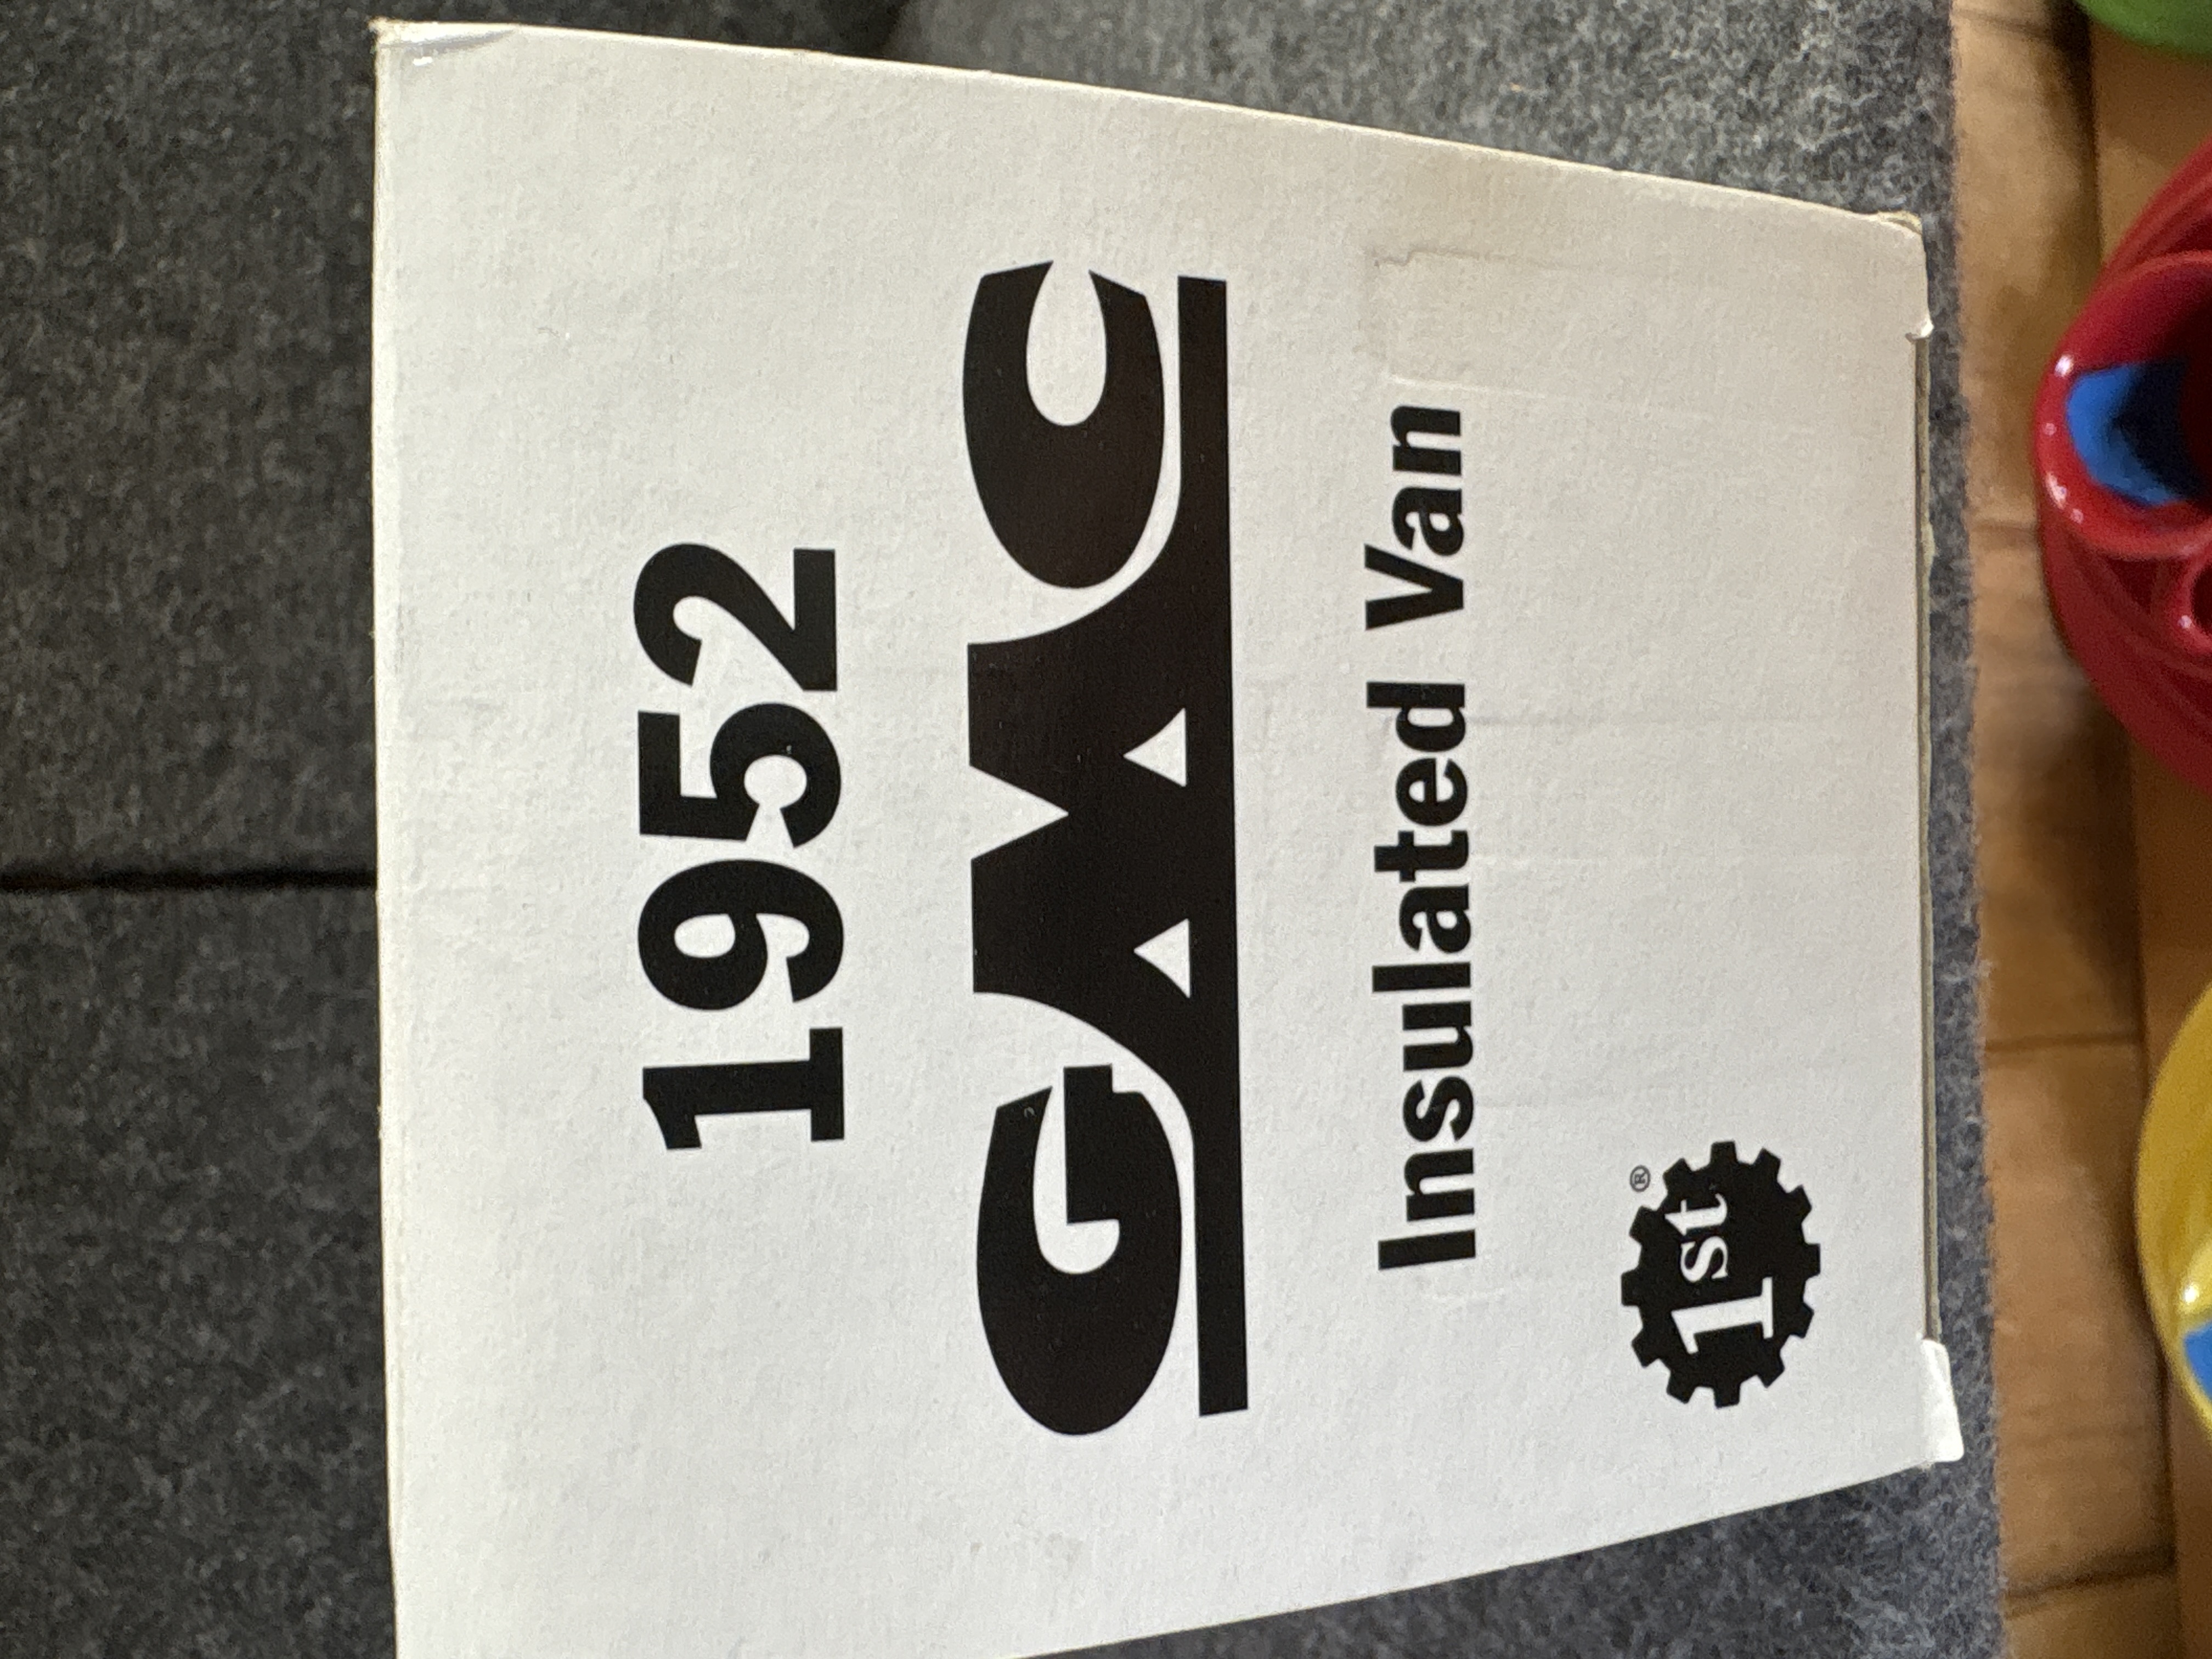 1952
GMC
Insulated Van
1st®